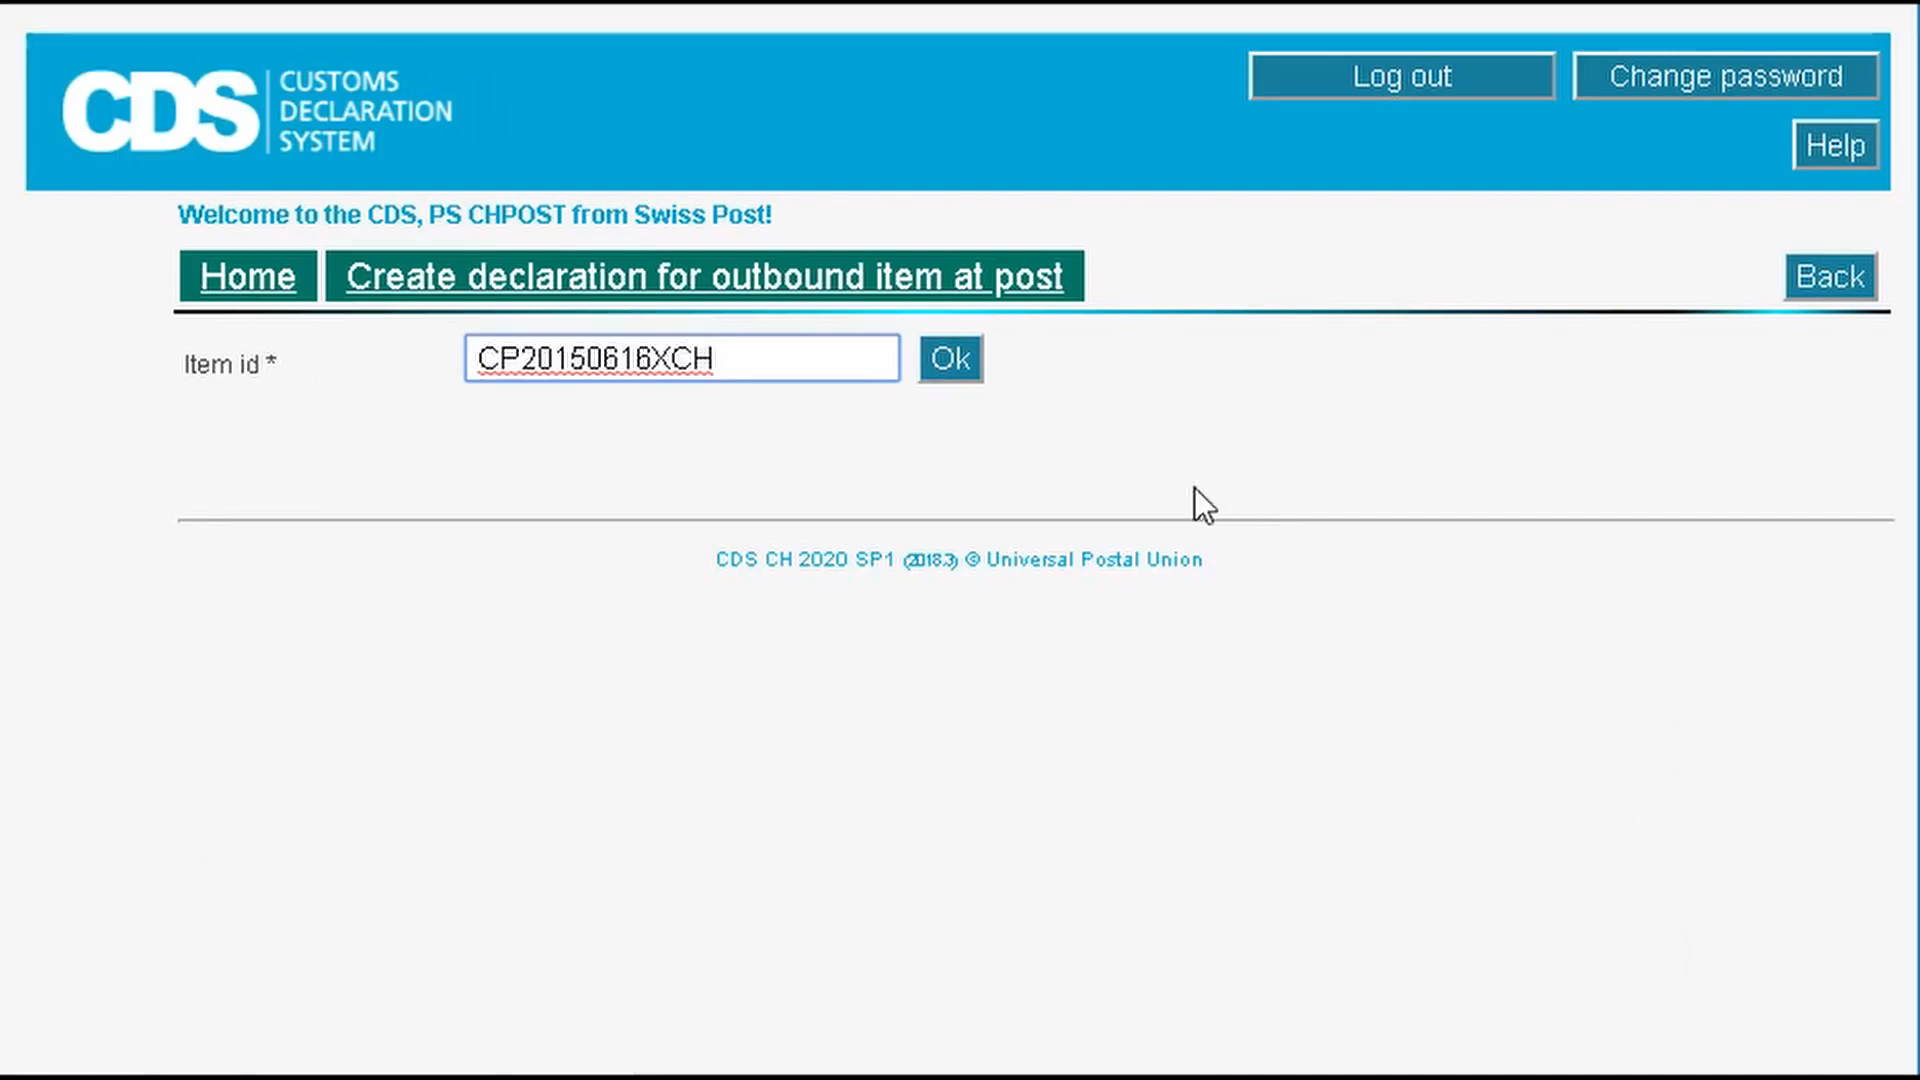 CDS
CUSTOMS
DECLARATION
SYSTEM
Log out
Change password
Help
Welcome to the CDS, PS CHPOST from Swiss Post!
Home
Create declaration for outbound item at post
Back
Item id *
CP20150616XCH
Ok
CDS CH 2020 SP1 (2018.3) © Universal Postal Union